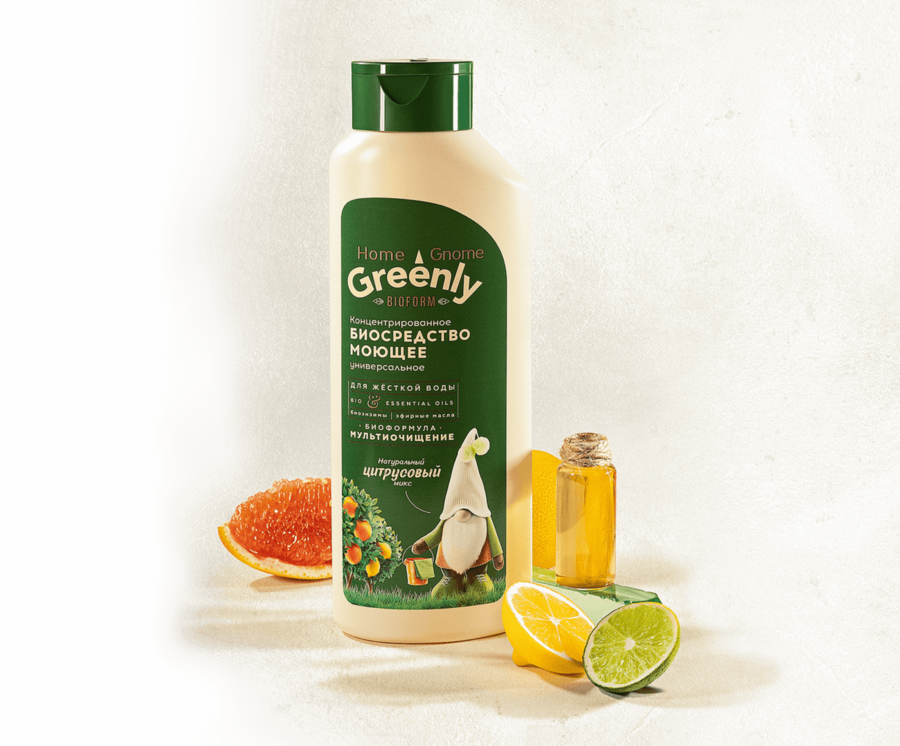 Home Gnome
Greenly
BIOFORM
Концентрированное
БИОСРЕДСТВО
МОЮЩЕЕ
универсальное
ДЛЯ ЖЁСТКОЙ ВОДЫ
BIO & ESSENTIAL OILS
биоэнзимы | эфирные масла
· БИОФОРМУЛА ·
МУЛЬТИОЧИЩЕНИЕ
Натуральный
цитрусовый
микс